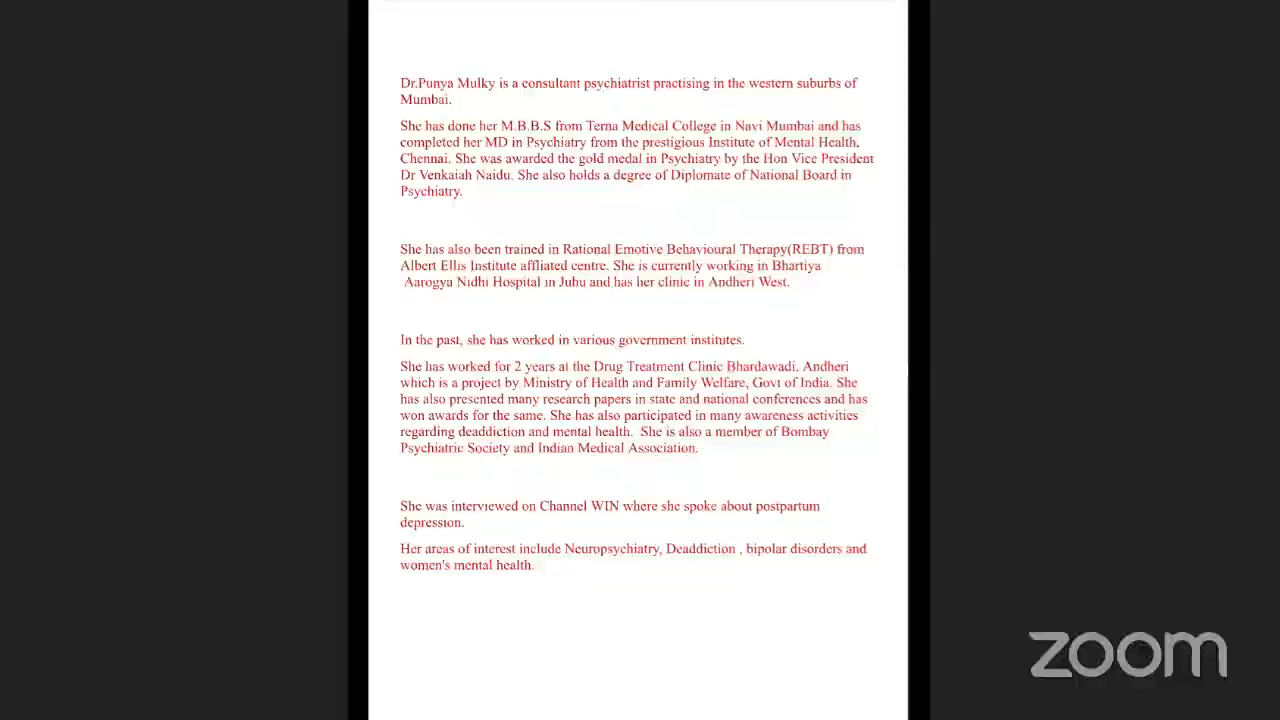 Dr.Punya Mulky is a consultant psychiatrist practising in the western suburbs of
Mumbai.
She has done her M.B.B.S from Terna Medical College in Navi Mumbai and has
completed her MD in Psychiatry from the prestigious Institute of Mental Health,
Chennai. She was awarded the gold medal in Psychiatry by the Hon Vice President
Dr Venkaiah Naidu. She also holds a degree of Diplomate of National Board in
Psychiatry.
She has also been trained in Rational Emotive Behavioural Therapy(REBT) from
Albert Ellis Institute affliated centre. She is currently working in Bhartiya
Aarogya Nidhi Hospital in Juhu and has her clinic in Andheri West.
In the past, she has worked in various government institutes.
She has worked for 2 years at the Drug Treatment Clinic Bhardawadi, Andheri
which is a project by Ministry of Health and Family Welfare, Govt of India. She
has also presented many research papers in state and national conferences and has
won awards for the same. She has also participated in many awareness activities
regarding deaddiction and mental health.  She is also a member of Bombay
Psychiatric Society and Indian Medical Association.
She was interviewed on Channel WIN where she spoke about postpartum
depression.
Her areas of interest include Neuropsychiatry, Deaddiction , bipolar disorders and
women's mental health.
zoom